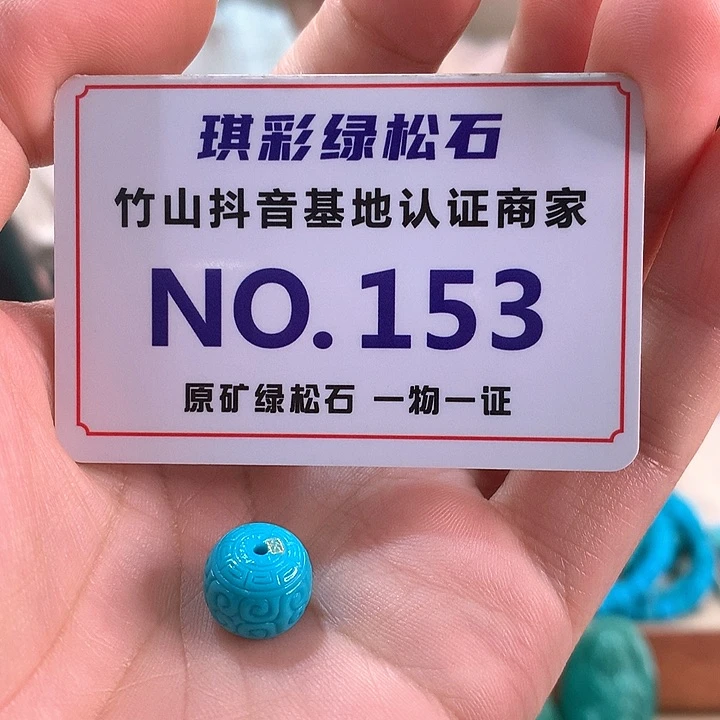 琪彩绿松石
竹山抖音基地认证商家
NO.153
原矿绿松石 一物一证